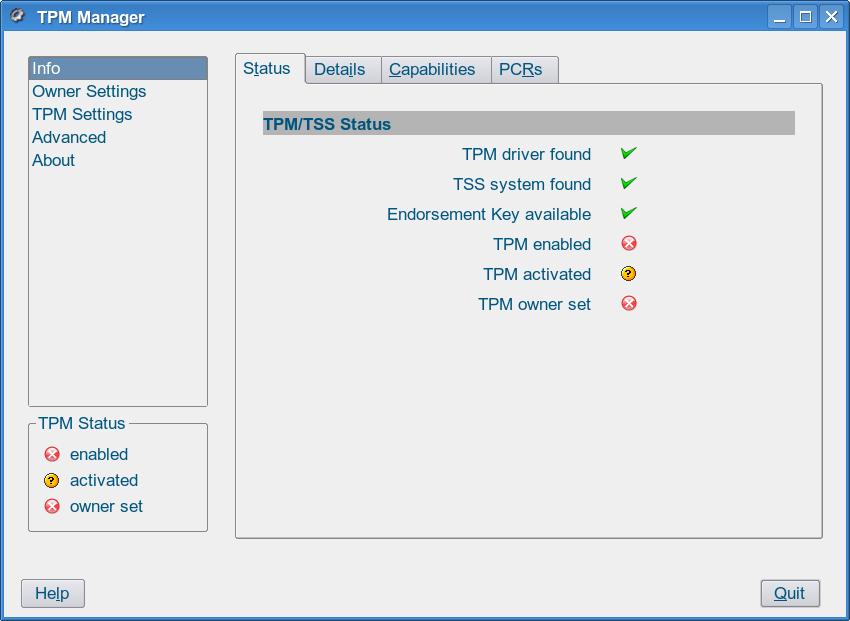 TPM Manager
Info
Owner Settings
TPM Settings
Advanced
About
TPM Status
enabled
activated
owner set
Status Details Capabilities PCRs
TPM/TSS Status
TPM driver found
TSS system found
Endorsement Key available
TPM enabled
TPM activated
TPM owner set
Help Quit